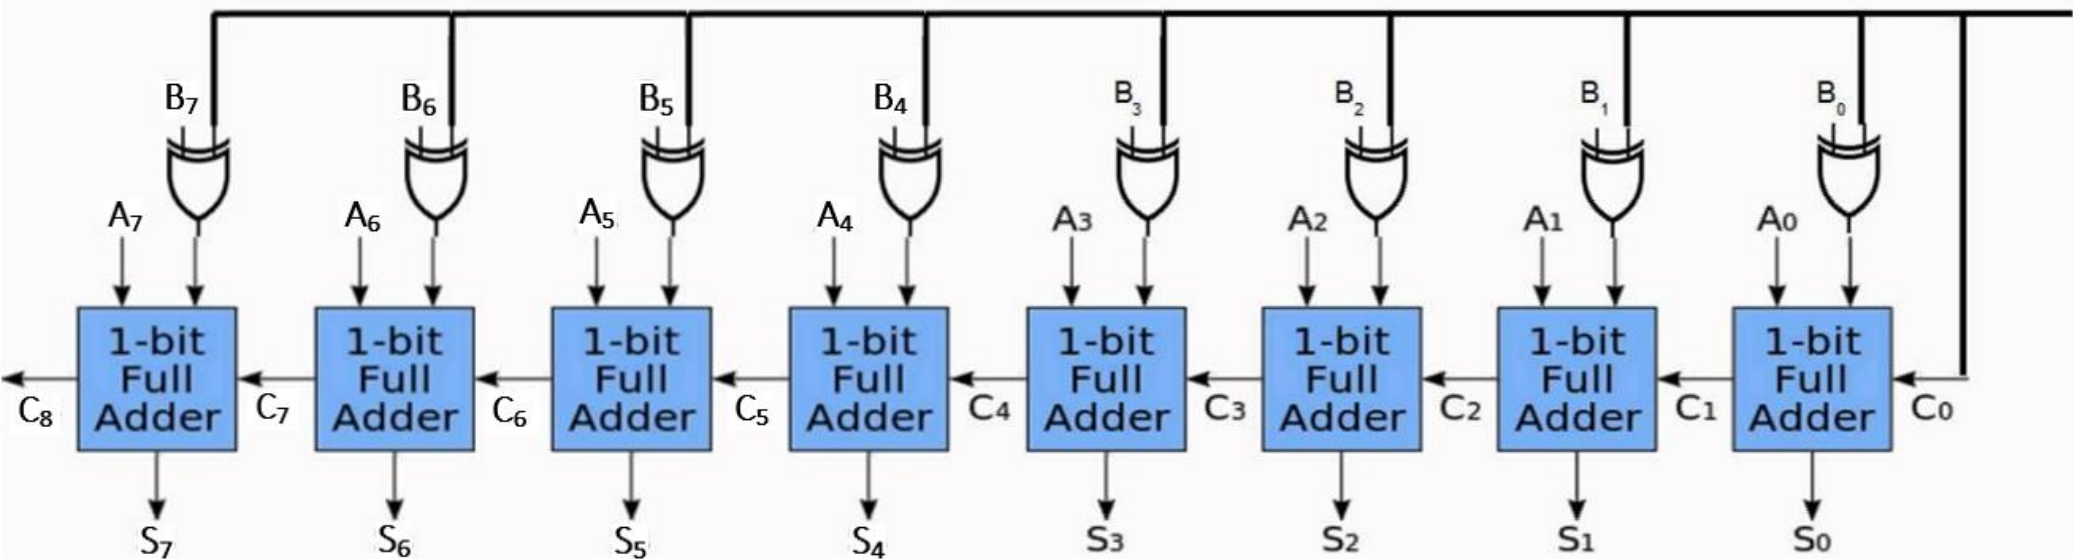 B₇ B₆ B₅ B₄ B₃ B₂ B₁ B₀
A₇ A₆ A₅ A₄ A₃ A₂ A₁ A₀
1-bit 1-bit 1-bit 1-bit 1-bit 1-bit 1-bit 1-bit
Full Full Full Full Full Full Full Full
C₈ Adder C₇ Adder C₆ Adder C₅ Adder C₄ Adder C₃ Adder C₂ Adder C₁ Adder C₀
S₇ S₆ S₅ S₄ S₃ S₂ S₁ S₀